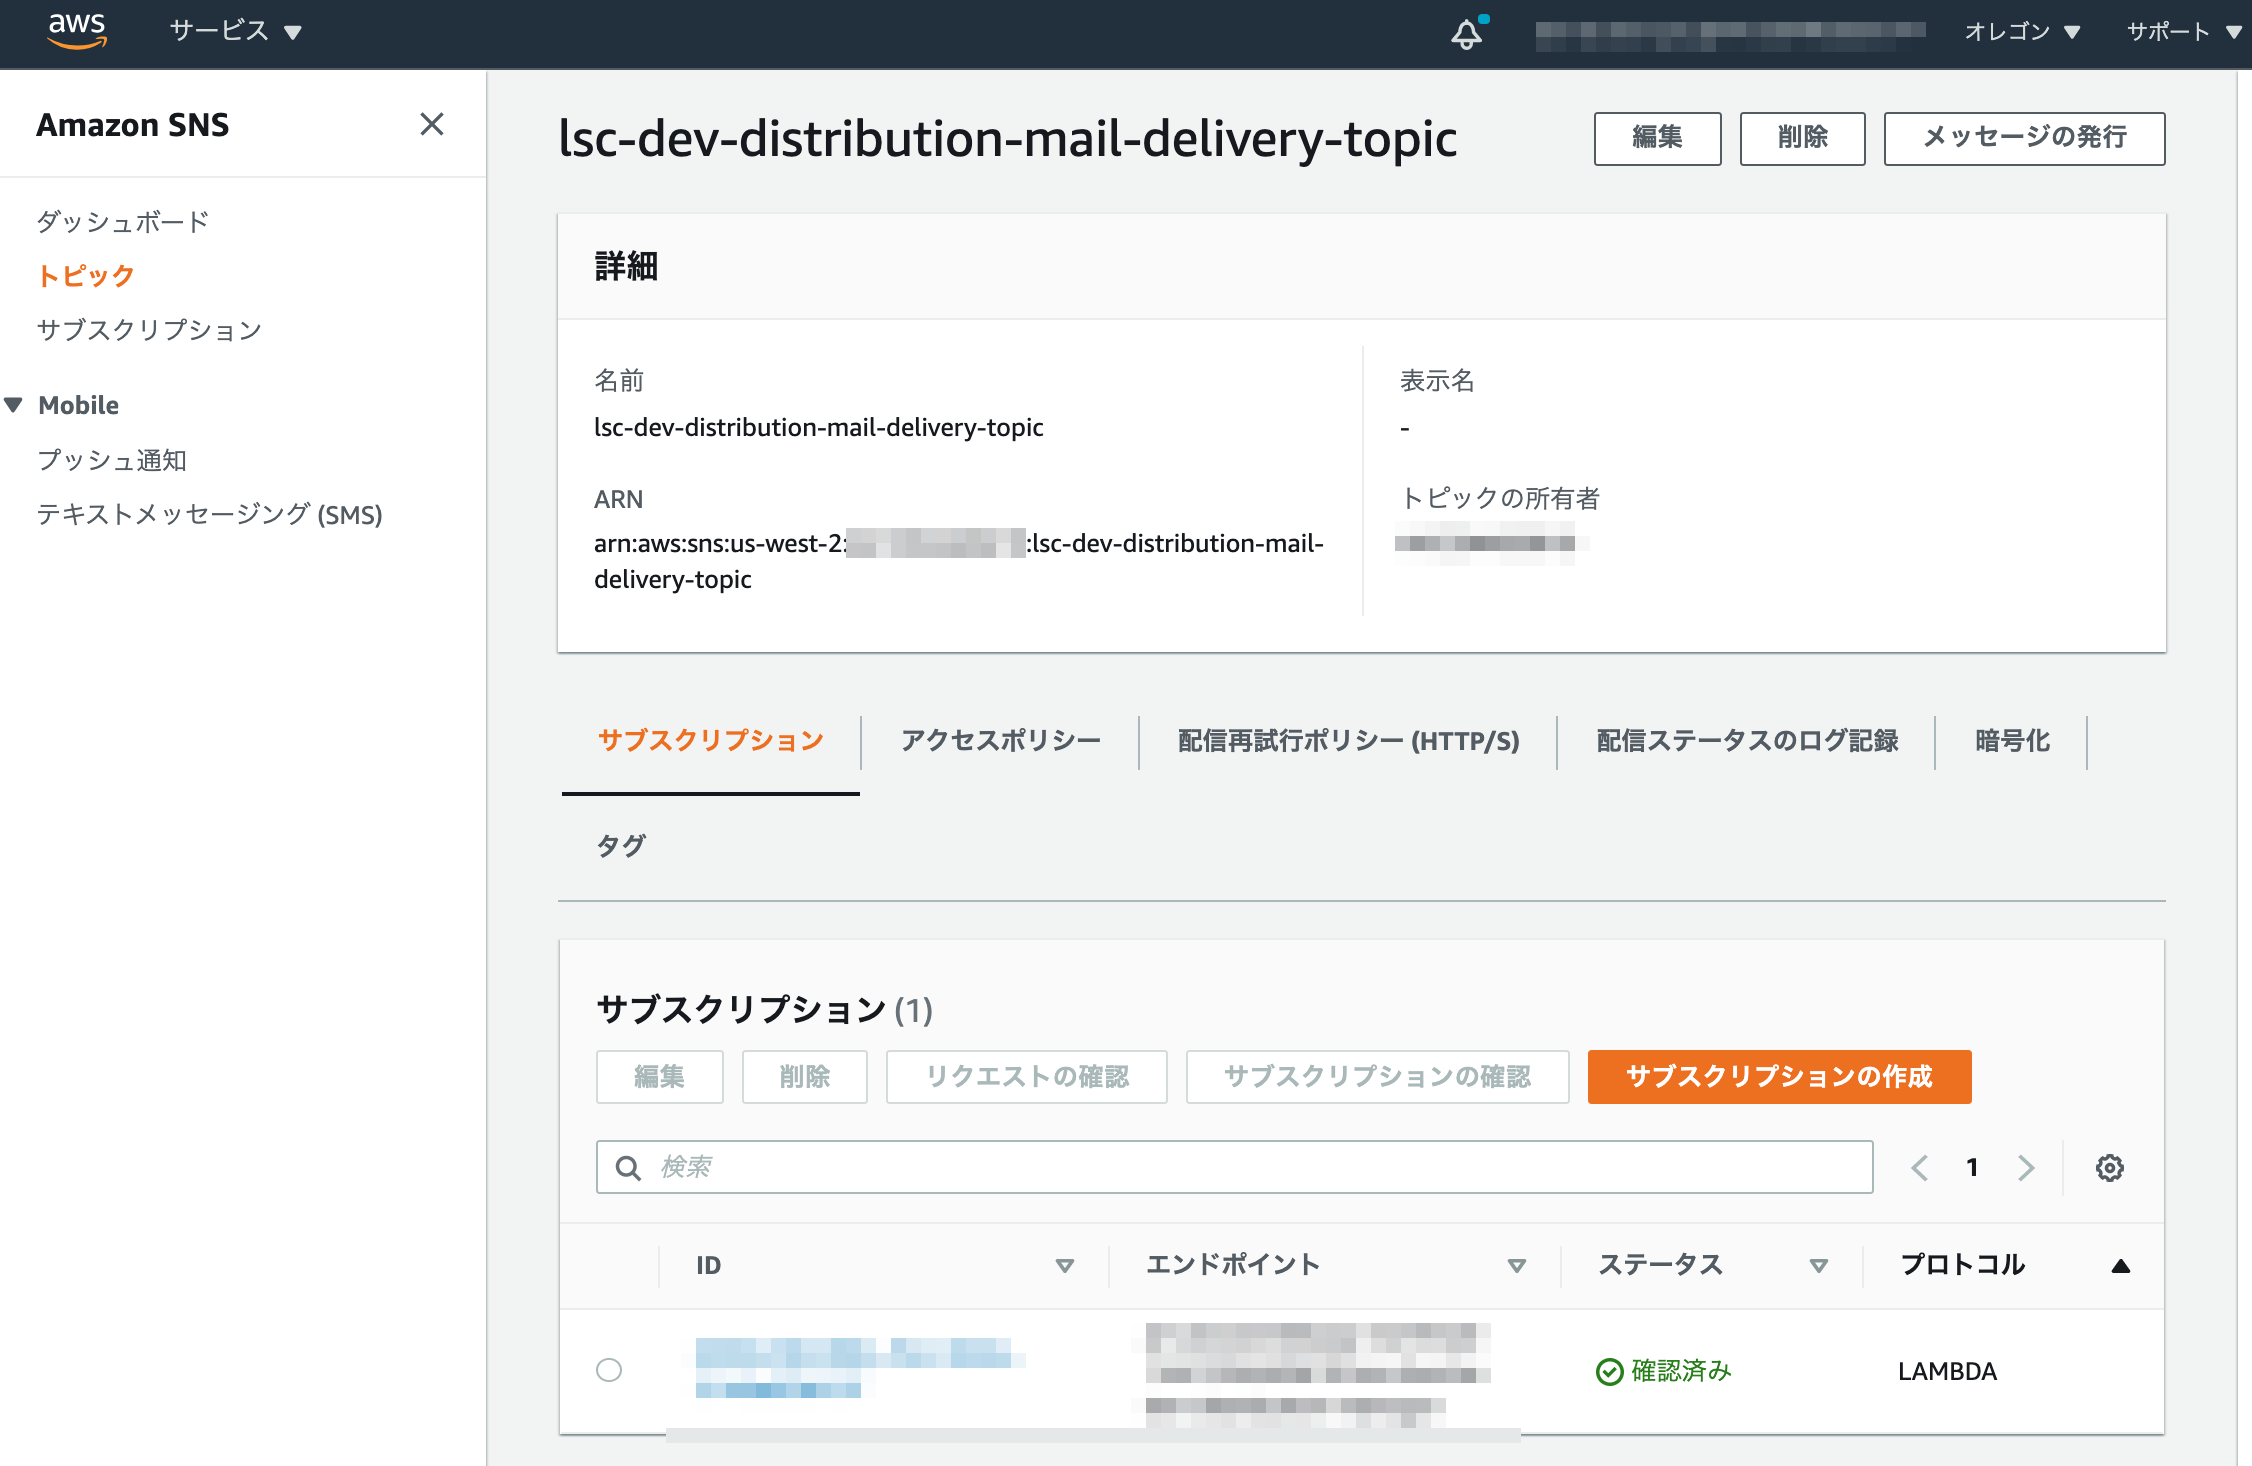 aws サービス オレゴン サポート
Amazon SNS
ダッシュボード
トピック
サブスクリプション
Mobile
プッシュ通知
テキストメッセージング (SMS)
lsc-dev-distribution-mail-delivery-topic 編集 削除 メッセージの発行
詳細
名前
lsc-dev-distribution-mail-delivery-topic
ARN
arn:aws:sns:us-west-2: :lsc-dev-distribution-mail-
delivery-topic
表示名
-
トピックの所有者
サブスクリプション アクセスポリシー 配信再試行ポリシー (HTTP/S) 配信ステータスのログ記録 暗号化
タグ
サブスクリプション (1)
編集 削除 リクエストの確認 サブスクリプションの確認 サブスクリプションの作成
検索 1
ID エンドポイント ステータス プロトコル
確認済み LAMBDA